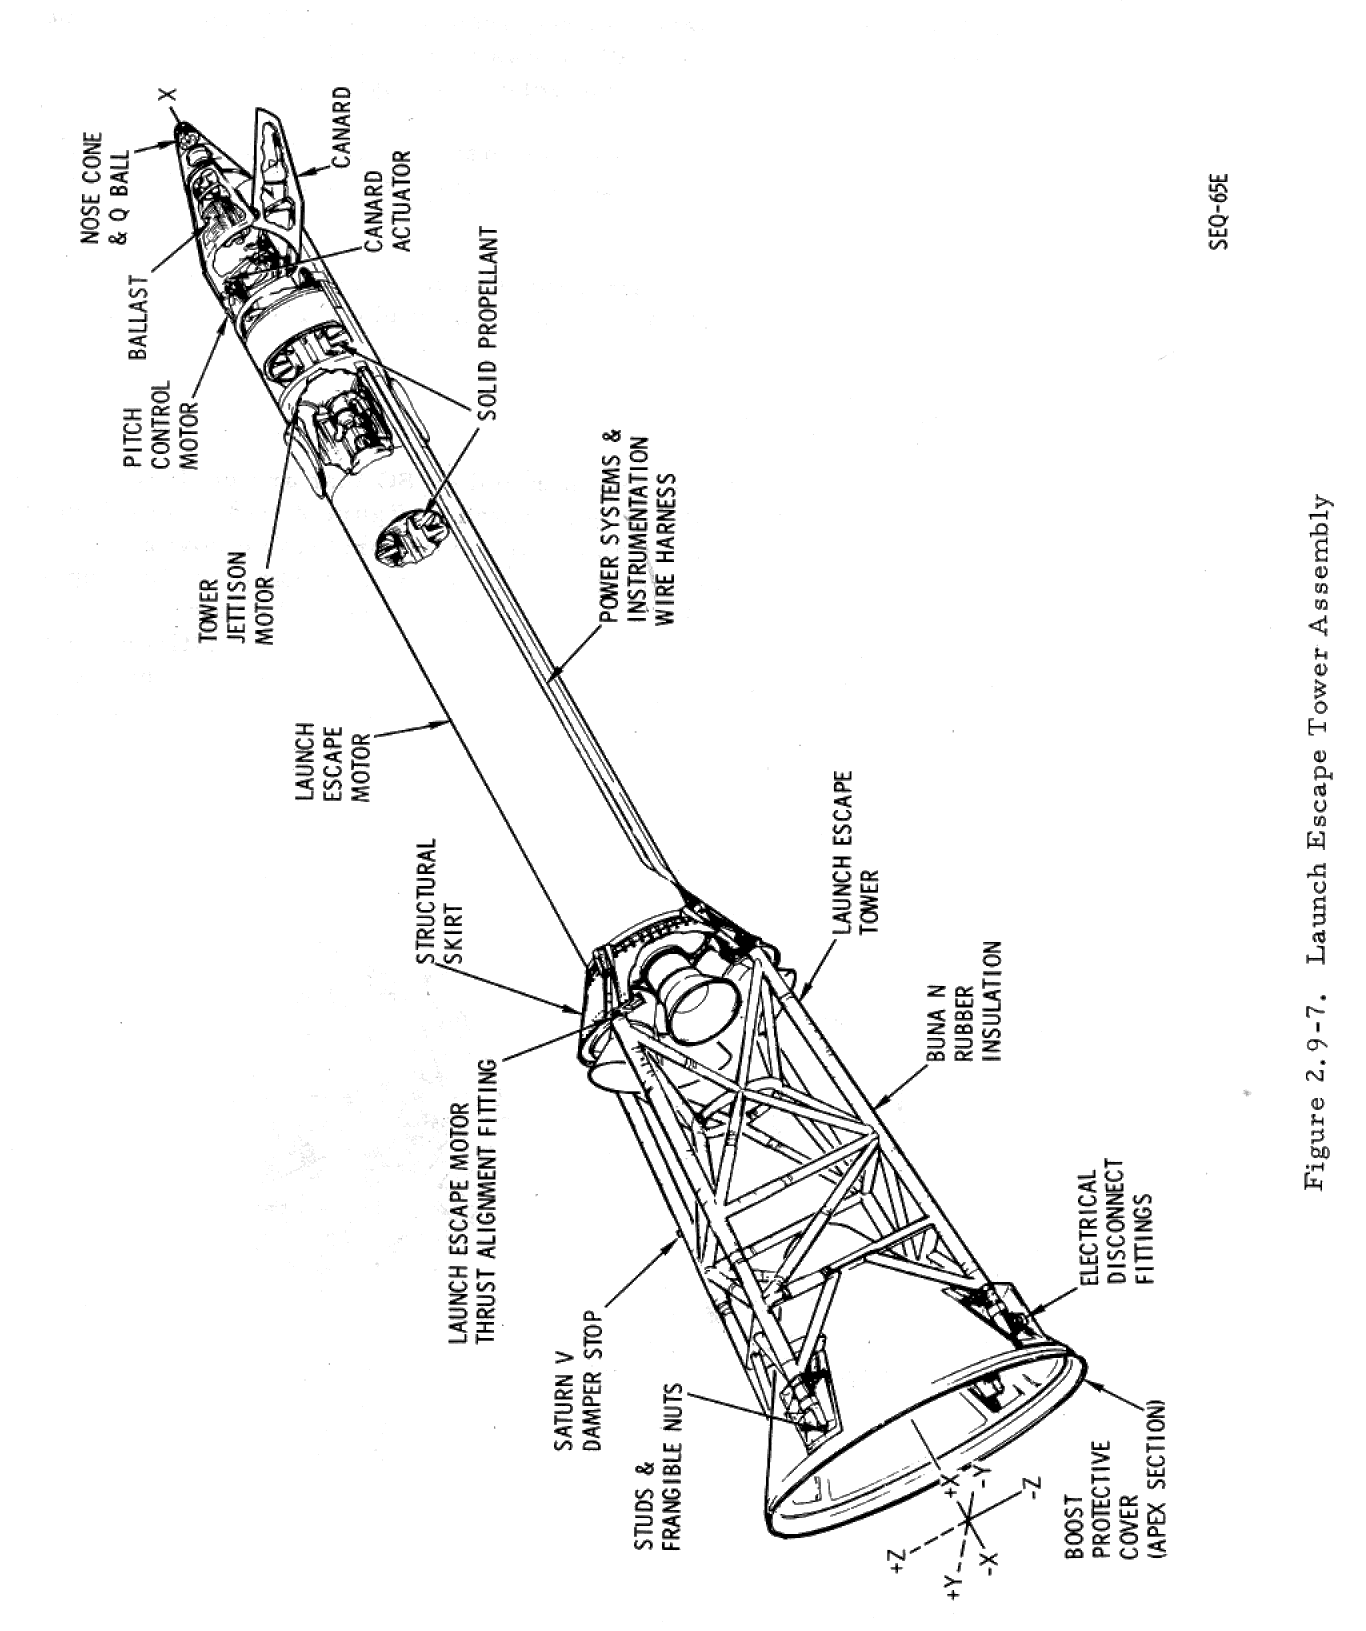 NOSE CONE
& Q BALL
X
CANARD
CANARD
ACTUATOR
BALLAST
PITCH
CONTROL
MOTOR
SOLID PROPELLANT
TOWER
JETTISON
MOTOR
POWER SYSTEMS &
INSTRUMENTATION
WIRE HARNESS
LAUNCH
ESCAPE
MOTOR
STRUCTURAL
SKIRT
LAUNCH ESCAPE
TOWER
LAUNCH ESCAPE MOTOR
THRUST ALIGNMENT FITTING
BUNA N
RUBBER
INSULATION
SATURN V
DAMPER STOP
ELECTRICAL
DISCONNECT
FITTINGS
STUDS &
FRANGIBLE NUTS
BOOST
PROTECTIVE
COVER
(APEX SECTION)
+X
-Y
-Z
+Z
+Y
-X
SEQ-65E
Figure 2.9-7. Launch Escape Tower Assembly